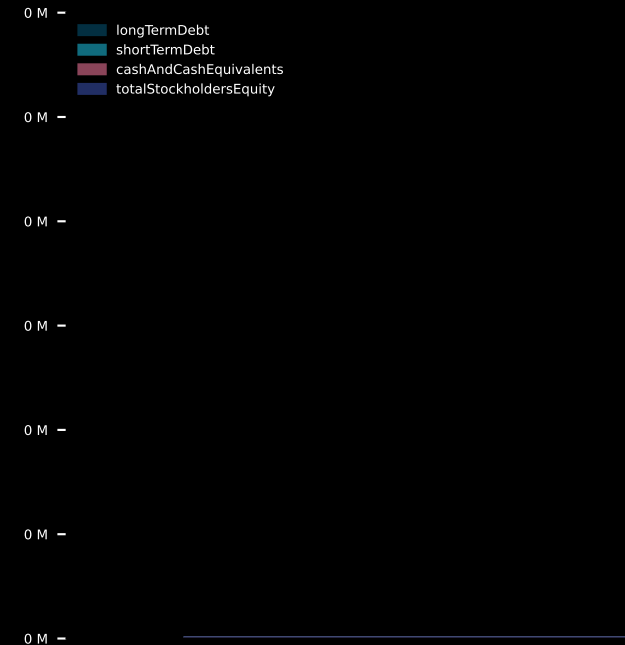 0 M
longTermDebt
shortTermDebt
cashAndCashEquivalents
totalStockholdersEquity
0 M
0 M
0 M
0 M
0 M
0 M